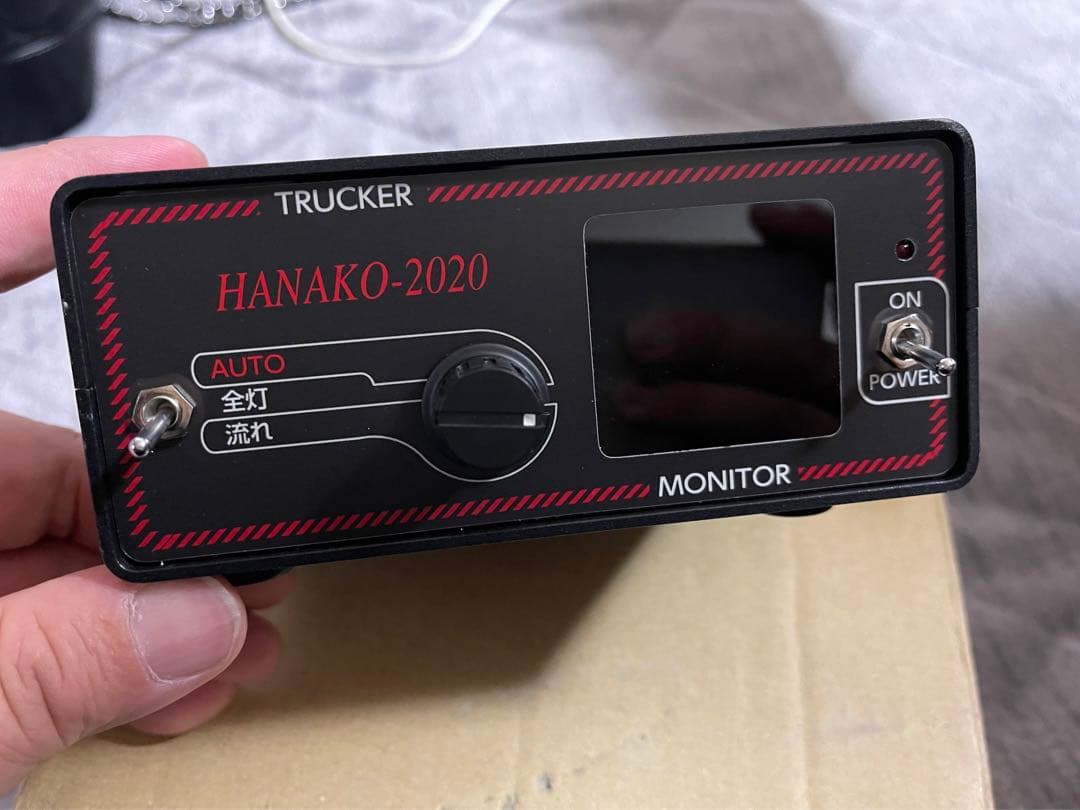 TRUCKER
HANAKO-2020
AUTO
全灯
流れ
ON
POWER
MONITOR